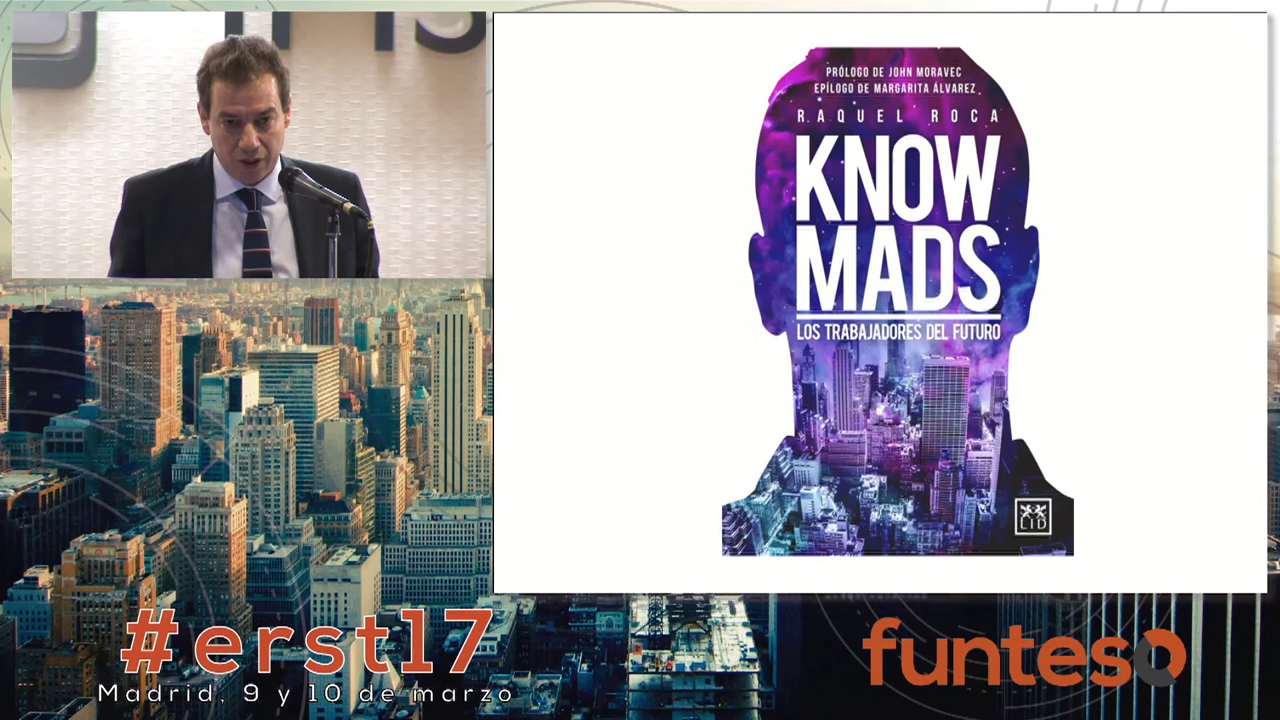 PRÓLOGO DE JOHN MORAVEC
EPÍLOGO DE MARGARITA ÁLVAREZ
RAQUEL ROCA
KNOW
MADS
LOS TRABAJADORES DEL FUTURO
LID
#erst17
Madrid, 9 y 10 de marzo
funteso